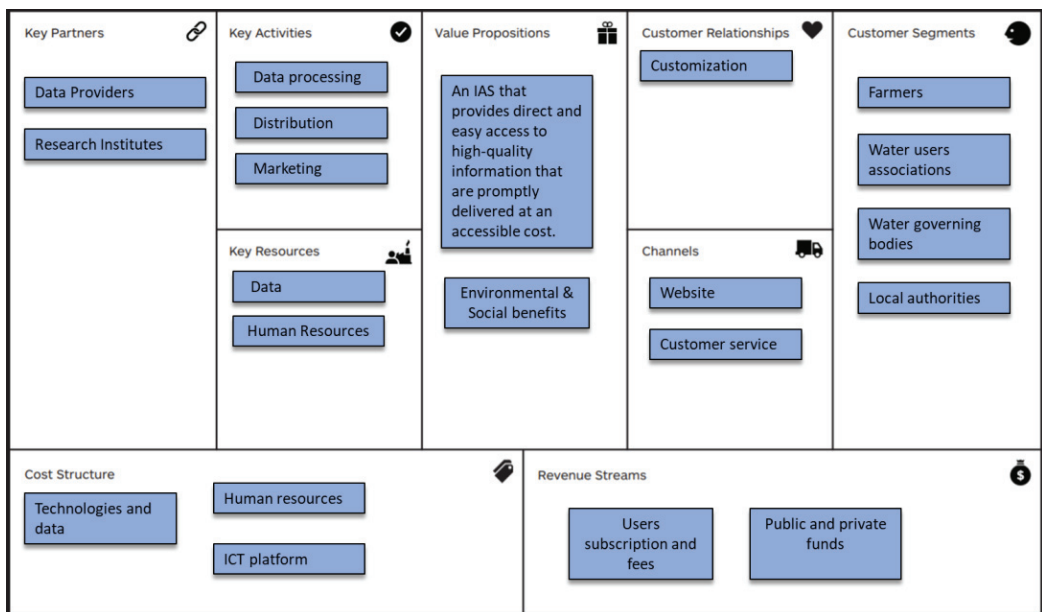 Key Partners
Data Providers
Research Institutes
Key Activities
Data processing
Distribution
Marketing
Key Resources
Data
Human Resources
Value Propositions
An IAS that
provides direct and
easy access to
high-quality
information that
are promptly
delivered at an
accessible cost.
Environmental &
Social benefits
Customer Relationships
Customization
Channels
Website
Customer service
Customer Segments
Farmers
Water users
associations
Water governing
bodies
Local authorities
Cost Structure
Technologies and
data
Human resources
ICT platform
Revenue Streams
Users
subscription and
fees
Public and private
funds
$